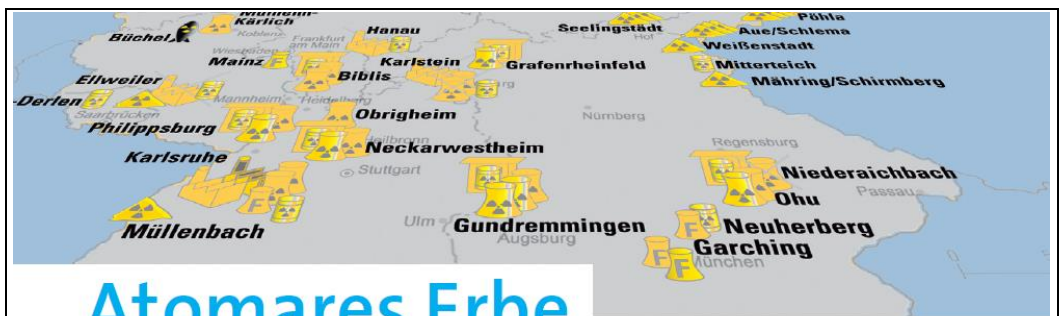 Kärlich
Koblenz
Büchel
Frankfurt
am Main
Hanau
Seelingstädt
Hof
Pöhla
Aue/Schlema
Weißenstadt
Wiesbaden
Mainz
F
Karlstein
Grafenrheinfeld
Mitterteich
Ellweiler
Biblis
Mähring/Schirmberg
-Derlen
Mannheim
Heidelberg
Saarbrücken
Obrigheim
Nürnberg
Philippsburg
Heilbronn
Neckarwestheim
Regensburg
Karlsruhe
Stuttgart
Niederaichbach
Passau
Ohu
F
Müllenbach
Ulm
Gundremmingen
Augsburg
F
Neuherberg
Garching
F
F
München
Atomares Erbe